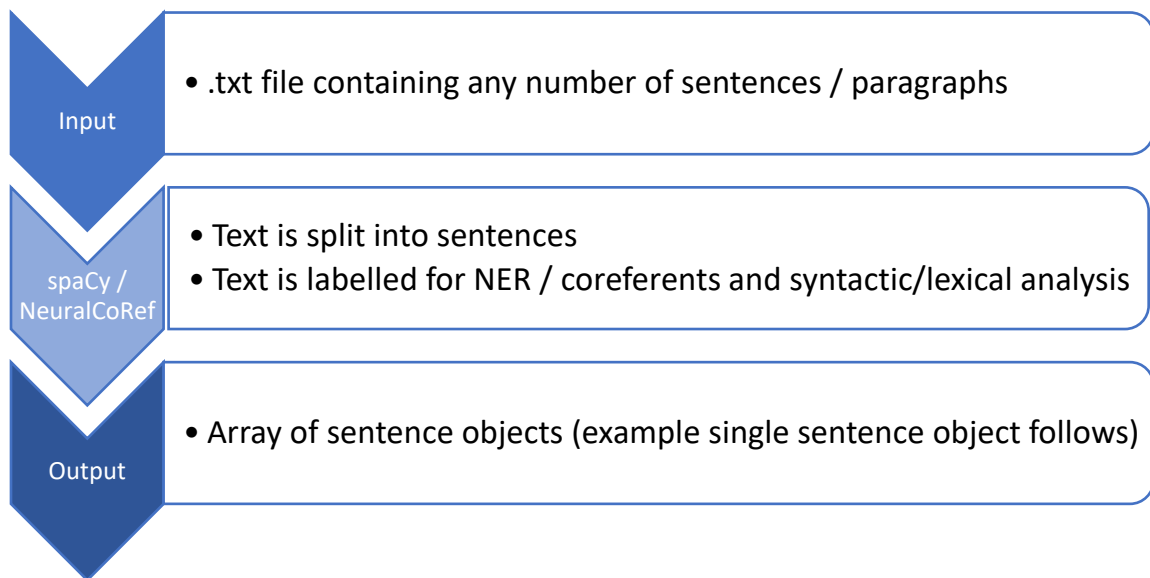 Input
• .txt file containing any number of sentences / paragraphs
spaCy /
NeuralCoRef
• Text is split into sentences
• Text is labelled for NER / coreferents and syntactic/lexical analysis
Output
• Array of sentence objects (example single sentence object follows)